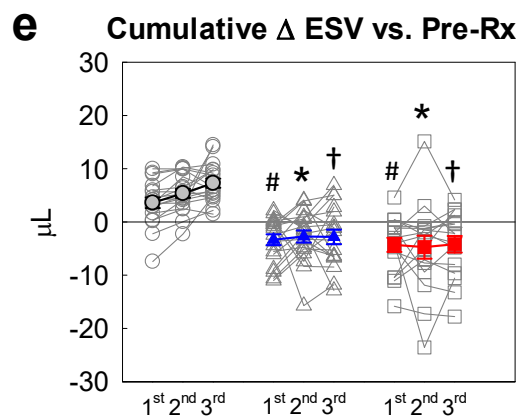 e Cumulative Δ ESV vs. Pre-Rx
30
20
10
0
-10
-20
-30
μL
# * †
# * †
1st 2nd 3rd 1st 2nd 3rd 1st 2nd 3rd